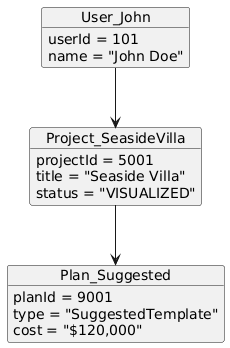 User_John
userId = 101
name = "John Doe"
Project_SeasideVilla
projectId = 5001
title = "Seaside Villa"
status = "VISUALIZED"
Plan_Suggested
planId = 9001
type = "SuggestedTemplate"
cost = "$120,000"